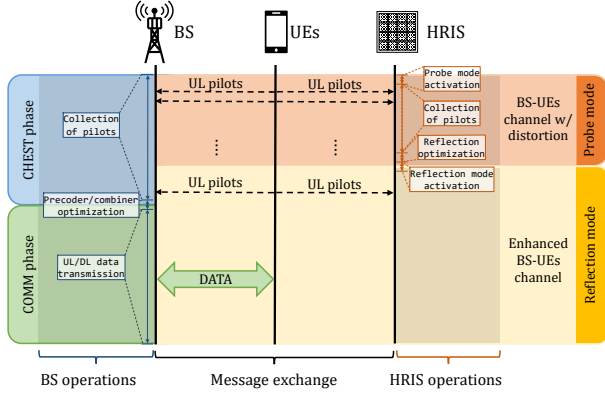 BS
UEs
HRIS
CHEST phase
COMM phase
Collection
of pilots
Precoder/combiner
optimization
UL/DL data
transmission
UL pilots
UL pilots
⋮
⋮
UL pilots
UL pilots
DATA
Probe mode
activation
Collection
of pilots
Reflection
optimization
Reflection mode
activation
BS-UEs
channel w/
distortion
Enhanced
BS-UEs
channel
Probe mode
Reflection mode
BS operations
Message exchange
HRIS operations